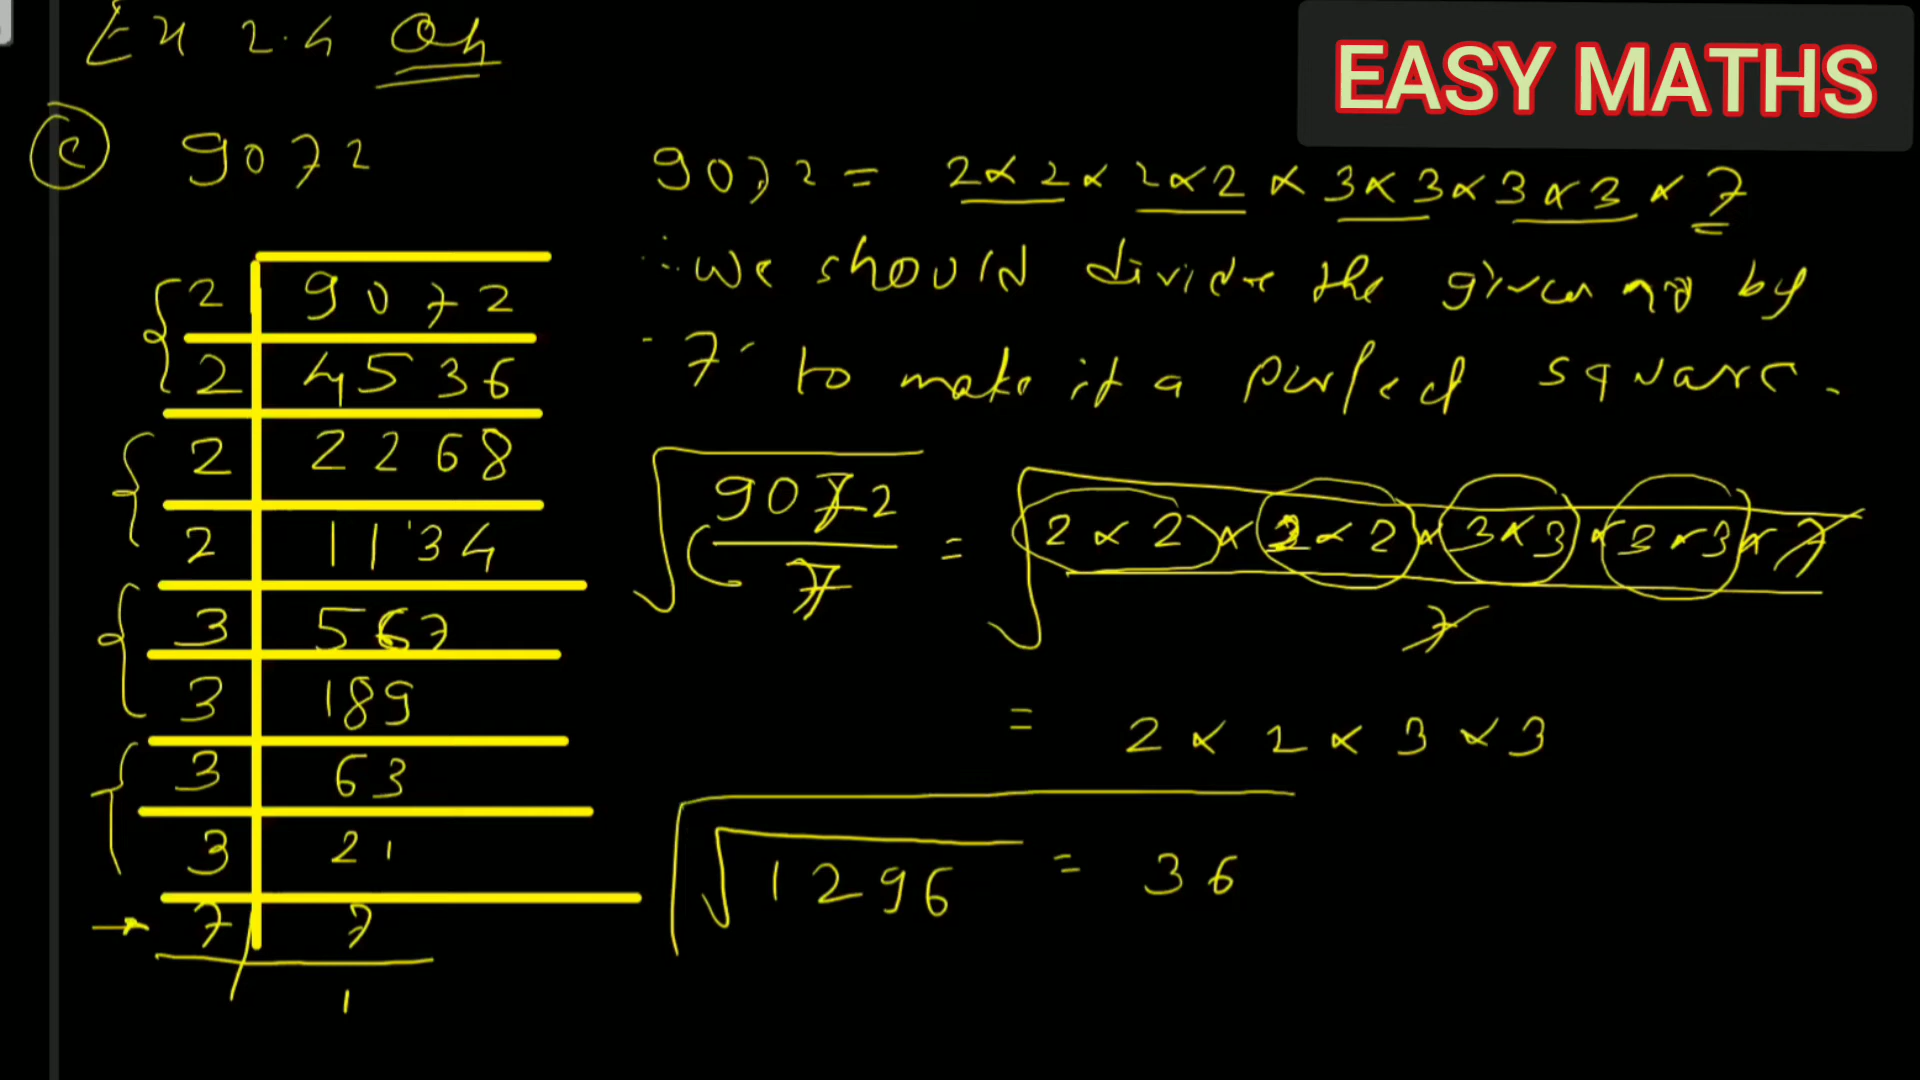 Ex 2.4 Q4
EASY MATHS
c 9072
9072 = 2 × 2 × 2 × 2 × 3 × 3 × 3 × 3 × 7
∴ We should divide the given no by
7 to make it a perfect square.
2 9072
2 4536
2 2268
2 1134
3 567
3 189
3 63
3 21
7 7
1
√9072/7 = √2 × 2 × 2 × 2 × 3 × 3 × 3 × 3 × 7/7
= 2 × 2 × 3 × 3
√1296 = 36